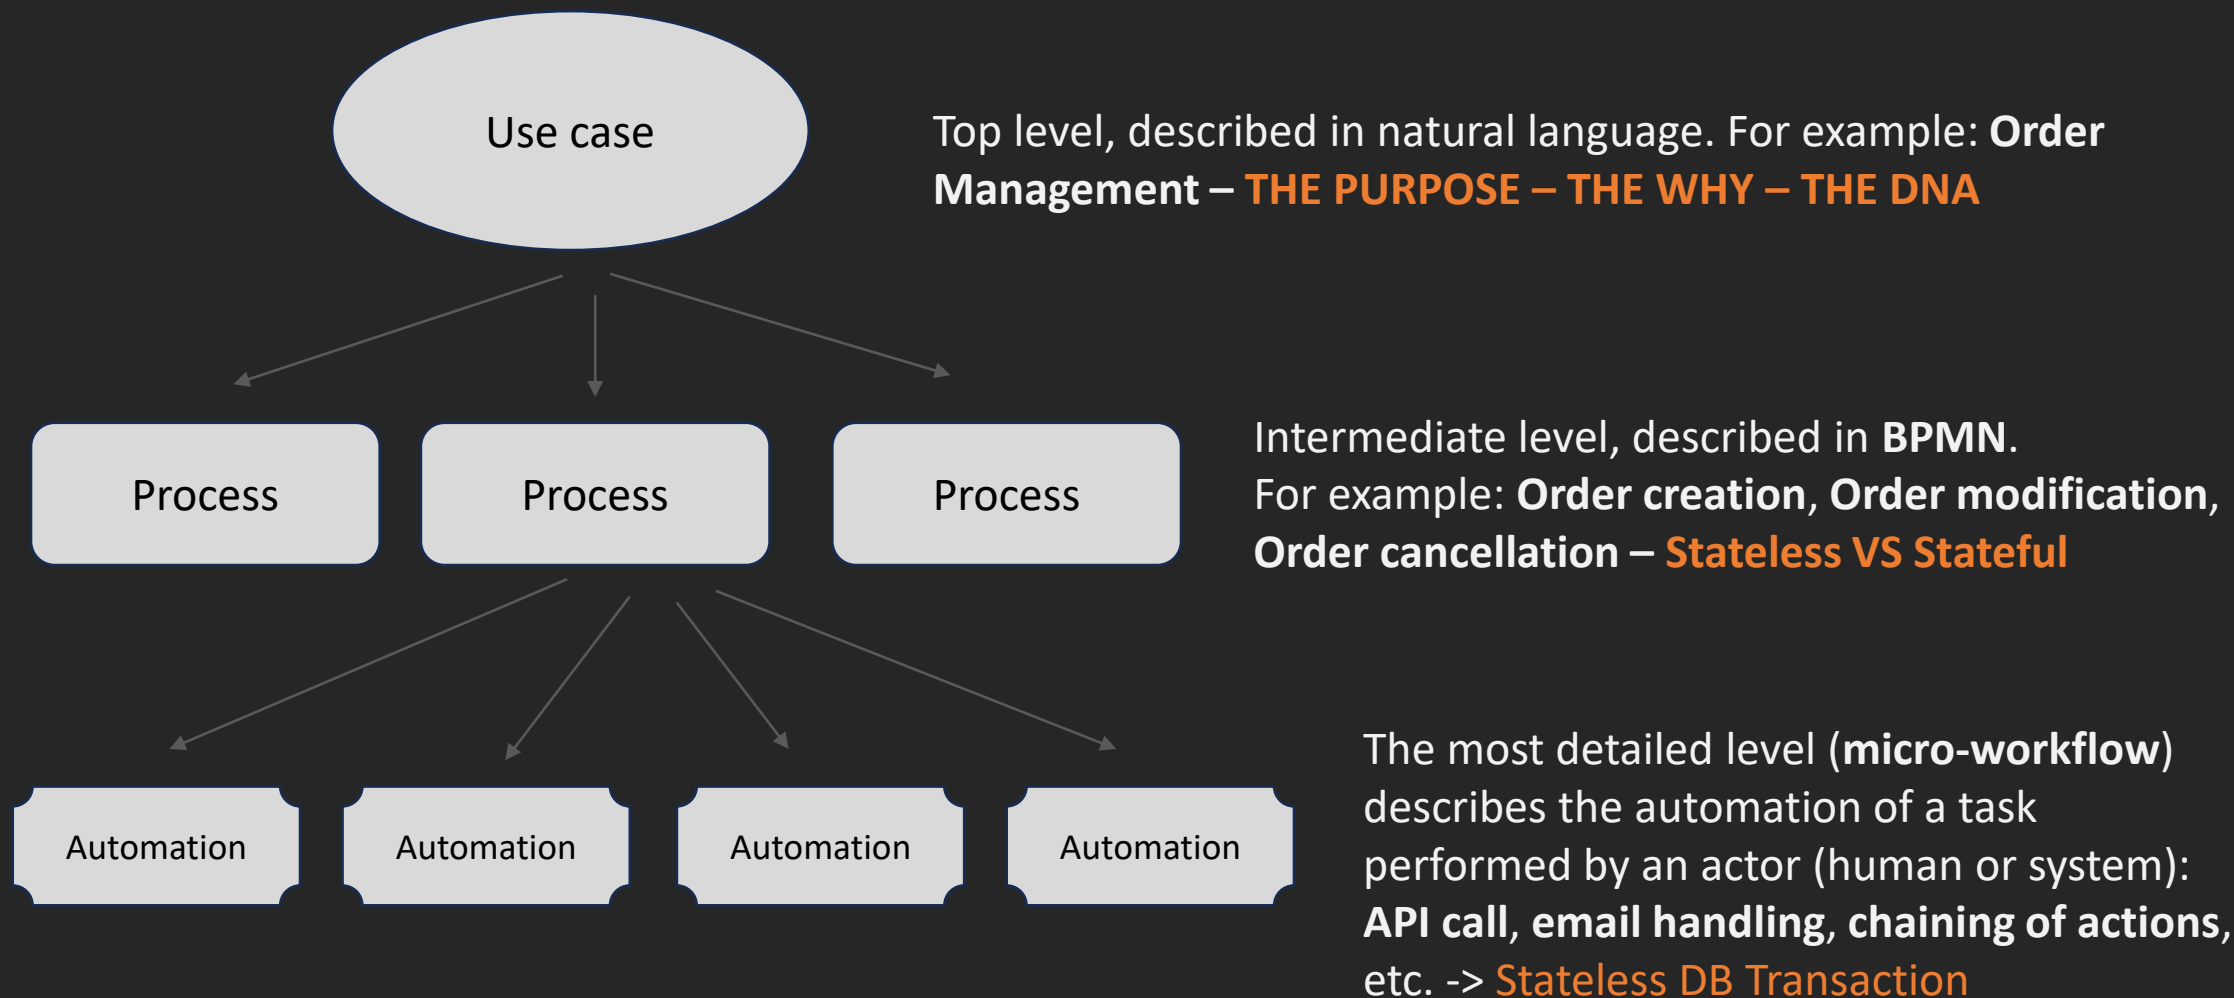 Use case
Top level, described in natural language. For example: Order
Management – THE PURPOSE – THE WHY – THE DNA
Process
Process
Process
Intermediate level, described in BPMN.
For example: Order creation, Order modification,
Order cancellation – Stateless VS Stateful
Automation
Automation
Automation
Automation
The most detailed level (micro-workflow)
describes the automation of a task
performed by an actor (human or system):
API call, email handling, chaining of actions,
etc. -> Stateless DB Transaction